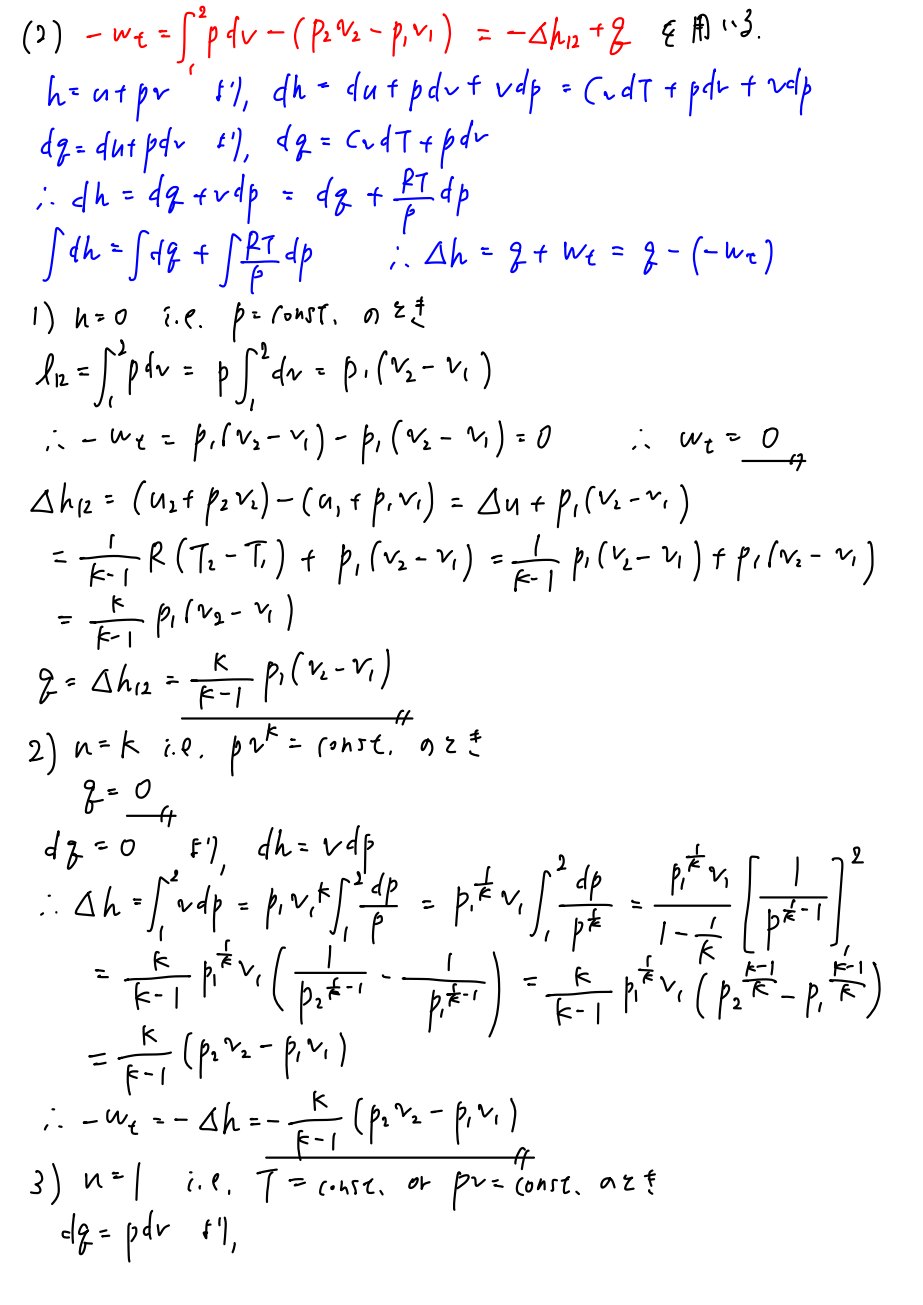 (2) -w_t = ∫₁² pdv - (p₂v₂ - p₁v₁) = -Δh₁₂ + q を用いる.
h = u + pv より, dh = du + pdv + vdp = C_v dT + pdv + vdp
dq = du + pdv より, dq = C_v dT + pdv
∴ dh = dq + vdp = dq + RT/p dp
∫dh = ∫dq + ∫RT/p dp ∴ Δh = q + w_t = q - (-w_t)
1) n=0 i.e. p=const. のとき
l₁₂ = ∫₁² pdv = p∫₁² dv = p₁(v₂ - v₁)
∴ -w_t = p₁(v₂ - v₁) - p₁(v₂ - v₁) = 0 ∴ w_t = 0
Δh₁₂ = (u₂ + p₂v₂) - (u₁ + p₁v₁) = Δu + p₁(v₂ - v₁)
= 1/(k-1) R(T₂ - T₁) + p₁(v₂ - v₁) = 1/(k-1) p₁(v₂ - v₁) + p₁(v₂ - v₁)
= k/(k-1) p₁(v₂ - v₁)
q = Δh₁₂ = k/(k-1) p₁(v₂ - v₁)
2) n=k i.e. pv^k = const. のとき
q = 0
dq = 0 より, dh = vdp
∴ Δh = ∫₁² vdp = p₁v₁^k ∫₁² dp/p = p₁^(1/k) v₁ ∫₁² dp/p^(1/k) = p₁^(1/k) v₁/(1 - 1/k) [1/p^(1/k - 1)]₁²
= k/(k-1) p₁^(1/k) v₁ (1/p₂^(1/k - 1) - 1/p₁^(1/k - 1)) = k/(k-1) p₁^(1/k) v₁ (p₂^((k-1)/k) - p₁^((k-1)/k))
= k/(k-1) (p₂v₂ - p₁v₁)
∴ -w_t = -Δh = -k/(k-1) (p₂v₂ - p₁v₁)
3) n=1 i.e. T = const. or pv = const. のとき
dq = pdv より,